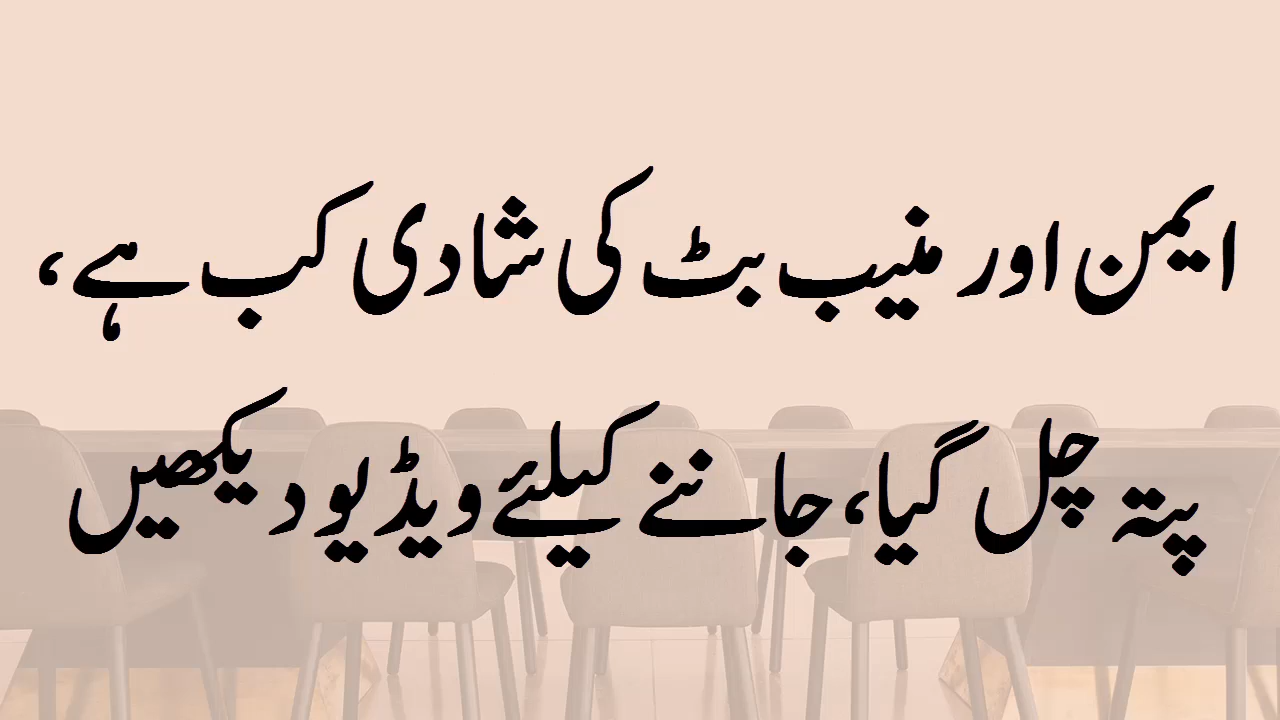 ایمن اور منیب بٹ کی شادی کب ہے،
پتہ چل گیا، جاننے کیلئے ویڈیو دیکھیں